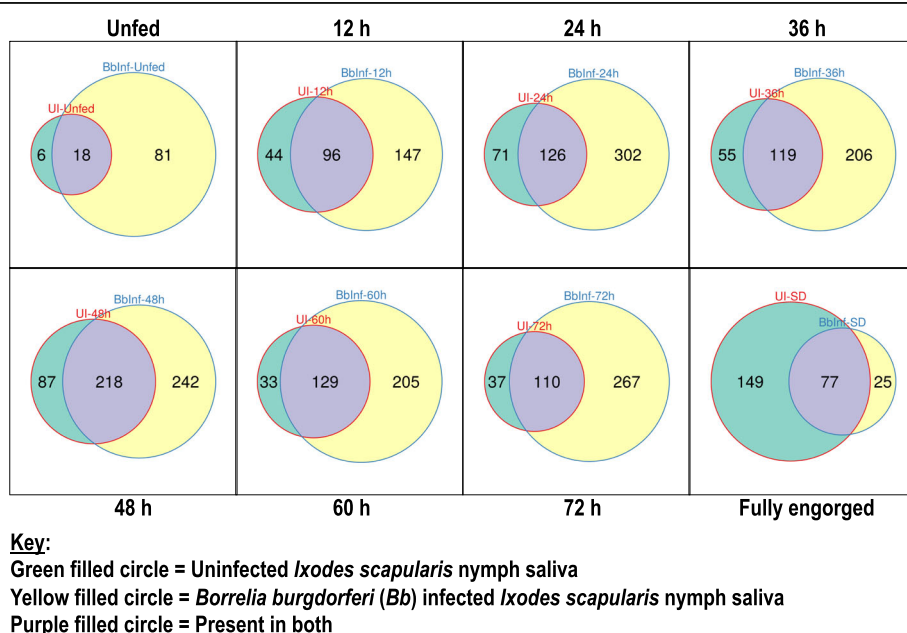 Unfed 12 h 24 h 36 h
BbInf-Unfed
UI-Unfed
6 18 81
BbInf-12h
UI-12h
44 96 147
BbInf-24h
UI-24h
71 126 302
BbInf-36h
UI-36h
55 119 206
BbInf-48h
UI-48h
87 218 242
BbInf-60h
UI-60h
33 129 205
BbInf-72h
UI-72h
37 110 267
UI-SD
BbInf-SD
149 77 25
48 h 60 h 72 h Fully engorged
Key:
Green filled circle = Uninfected Ixodes scapularis nymph saliva
Yellow filled circle = Borrelia burgdorferi (Bb) infected Ixodes scapularis nymph saliva
Purple filled circle = Present in both